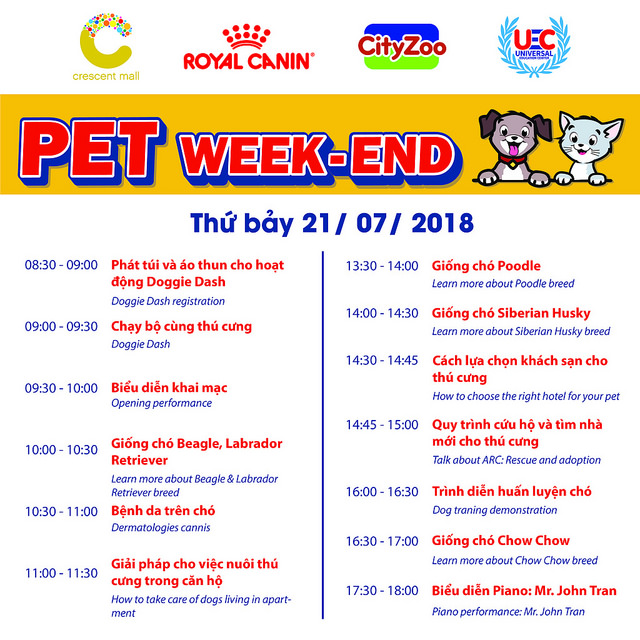 crescent mall
ROYAL CANIN
CityZoo
UEC
UNIVERSAL
EDUCATION CENTER
PET WEEK-END
Thứ bảy 21/ 07/ 2018
08:30 - 09:00 Phát túi và áo thun cho hoạt
động Doggie Dash
Doggie Dash registration
09:00 - 09:30 Chạy bộ cùng thú cưng
Doggie Dash
09:30 - 10:00 Biểu diễn khai mạc
Opening performance
10:00 - 10:30 Giống chó Beagle, Labrador
Retriever
Learn more about Beagle & Labrador
Retriever breed
10:30 - 11:00 Bệnh da trên chó
Dermatologies cannis
11:00 - 11:30 Giải pháp cho việc nuôi thú
cưng trong căn hộ
How to take care of dogs living in apart-
ment
13:30 - 14:00 Giống chó Poodle
Learn more about Poodle breed
14:00 - 14:30 Giống chó Siberian Husky
Learn more about Siberian Husky breed
14:30 - 14:45 Cách lựa chọn khách sạn cho
thú cưng
How to choose the right hotel for your pet
14:45 - 15:00 Quy trình cứu hộ và tìm nhà
mới cho thú cưng
Talk about ARC: Rescue and adoption
16:00 - 16:30 Trình diễn huấn luyện chó
Dog traning demonstration
16:30 - 17:00 Giống chó Chow Chow
Learn more about Chow Chow breed
17:30 - 18:00 Biểu diễn Piano: Mr. John Tran
Piano performance: Mr. John Tran